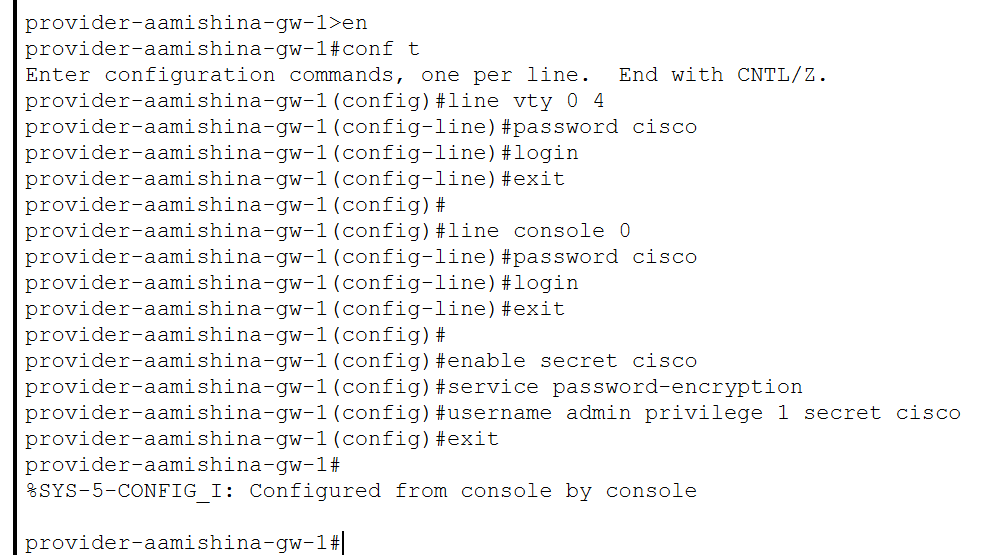 provider-aamishina-gw-1>en
provider-aamishina-gw-1#conf t
Enter configuration commands, one per line.  End with CNTL/Z.
provider-aamishina-gw-1(config)#line vty 0 4
provider-aamishina-gw-1(config-line)#password cisco
provider-aamishina-gw-1(config-line)#login
provider-aamishina-gw-1(config-line)#exit
provider-aamishina-gw-1(config)#
provider-aamishina-gw-1(config)#line console 0
provider-aamishina-gw-1(config-line)#password cisco
provider-aamishina-gw-1(config-line)#login
provider-aamishina-gw-1(config-line)#exit
provider-aamishina-gw-1(config)#
provider-aamishina-gw-1(config)#enable secret cisco
provider-aamishina-gw-1(config)#service password-encryption
provider-aamishina-gw-1(config)#username admin privilege 1 secret cisco
provider-aamishina-gw-1(config)#exit
provider-aamishina-gw-1#
%SYS-5-CONFIG_I: Configured from console by console
provider-aamishina-gw-1#